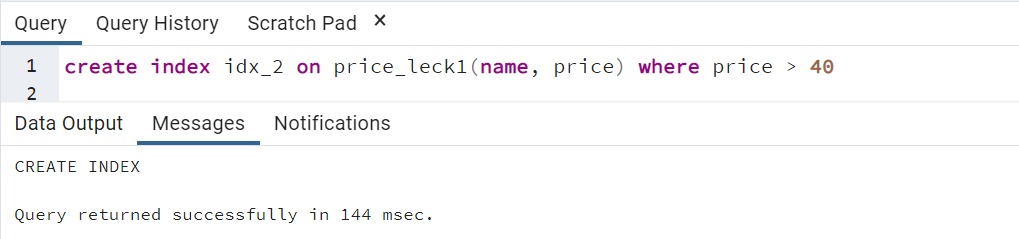 Query Query History Scratch Pad ×
1 create index idx_2 on price_leck1(name, price) where price > 40
2
Data Output Messages Notifications
CREATE INDEX
Query returned successfully in 144 msec.